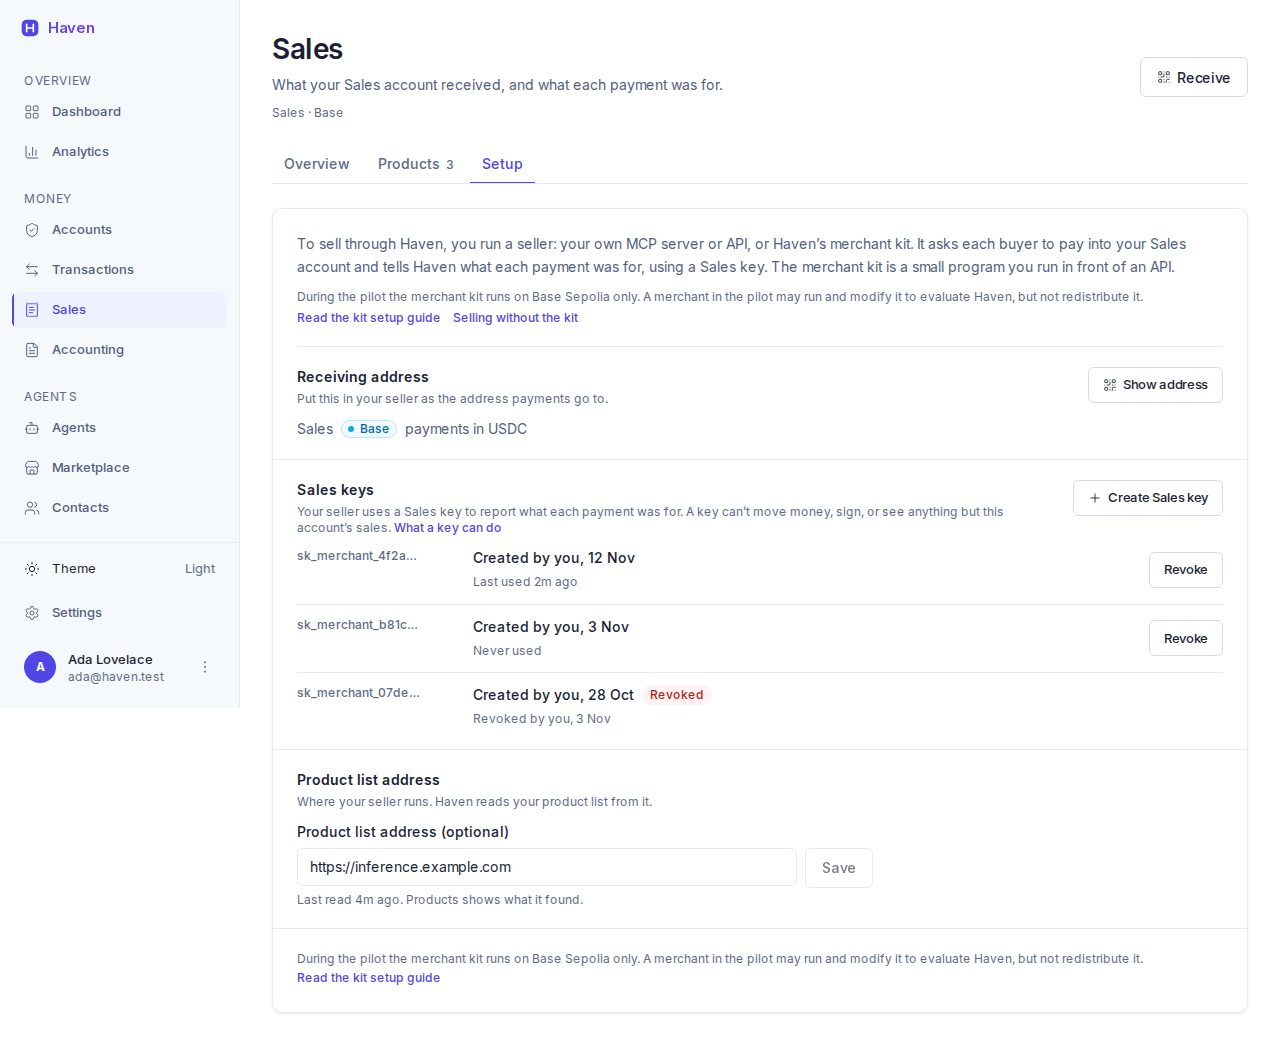 Haven
OVERVIEW
Dashboard
Analytics
MONEY
Accounts
Transactions
Sales
Accounting
AGENTS
Agents
Marketplace
Contacts
Theme Light
Settings
A
Ada Lovelace
ada@haven.test
Sales
What your Sales account received, and what each payment was for.
Sales · Base
Receive
Overview Products 3 Setup
To sell through Haven, you run a seller: your own MCP server or API, or Haven’s merchant kit. It asks each buyer to pay into your Sales
account and tells Haven what each payment was for, using a Sales key. The merchant kit is a small program you run in front of an API.
During the pilot the merchant kit runs on Base Sepolia only. A merchant in the pilot may run and modify it to evaluate Haven, but not redistribute it.
Read the kit setup guide Selling without the kit
Receiving address
Put this in your seller as the address payments go to.
Show address
Sales Base payments in USDC
Sales keys
Your seller uses a Sales key to report what each payment was for. A key can’t move money, sign, or see anything but this
account’s sales. What a key can do
Create Sales key
sk_merchant_4f2a... Created by you, 12 Nov
Last used 2m ago
Revoke
sk_merchant_b81c... Created by you, 3 Nov
Never used
Revoke
sk_merchant_07de... Created by you, 28 Oct Revoked
Revoked by you, 3 Nov
Product list address
Where your seller runs. Haven reads your product list from it.
Product list address (optional)
https://inference.example.com Save
Last read 4m ago. Products shows what it found.
During the pilot the merchant kit runs on Base Sepolia only. A merchant in the pilot may run and modify it to evaluate Haven, but not redistribute it.
Read the kit setup guide